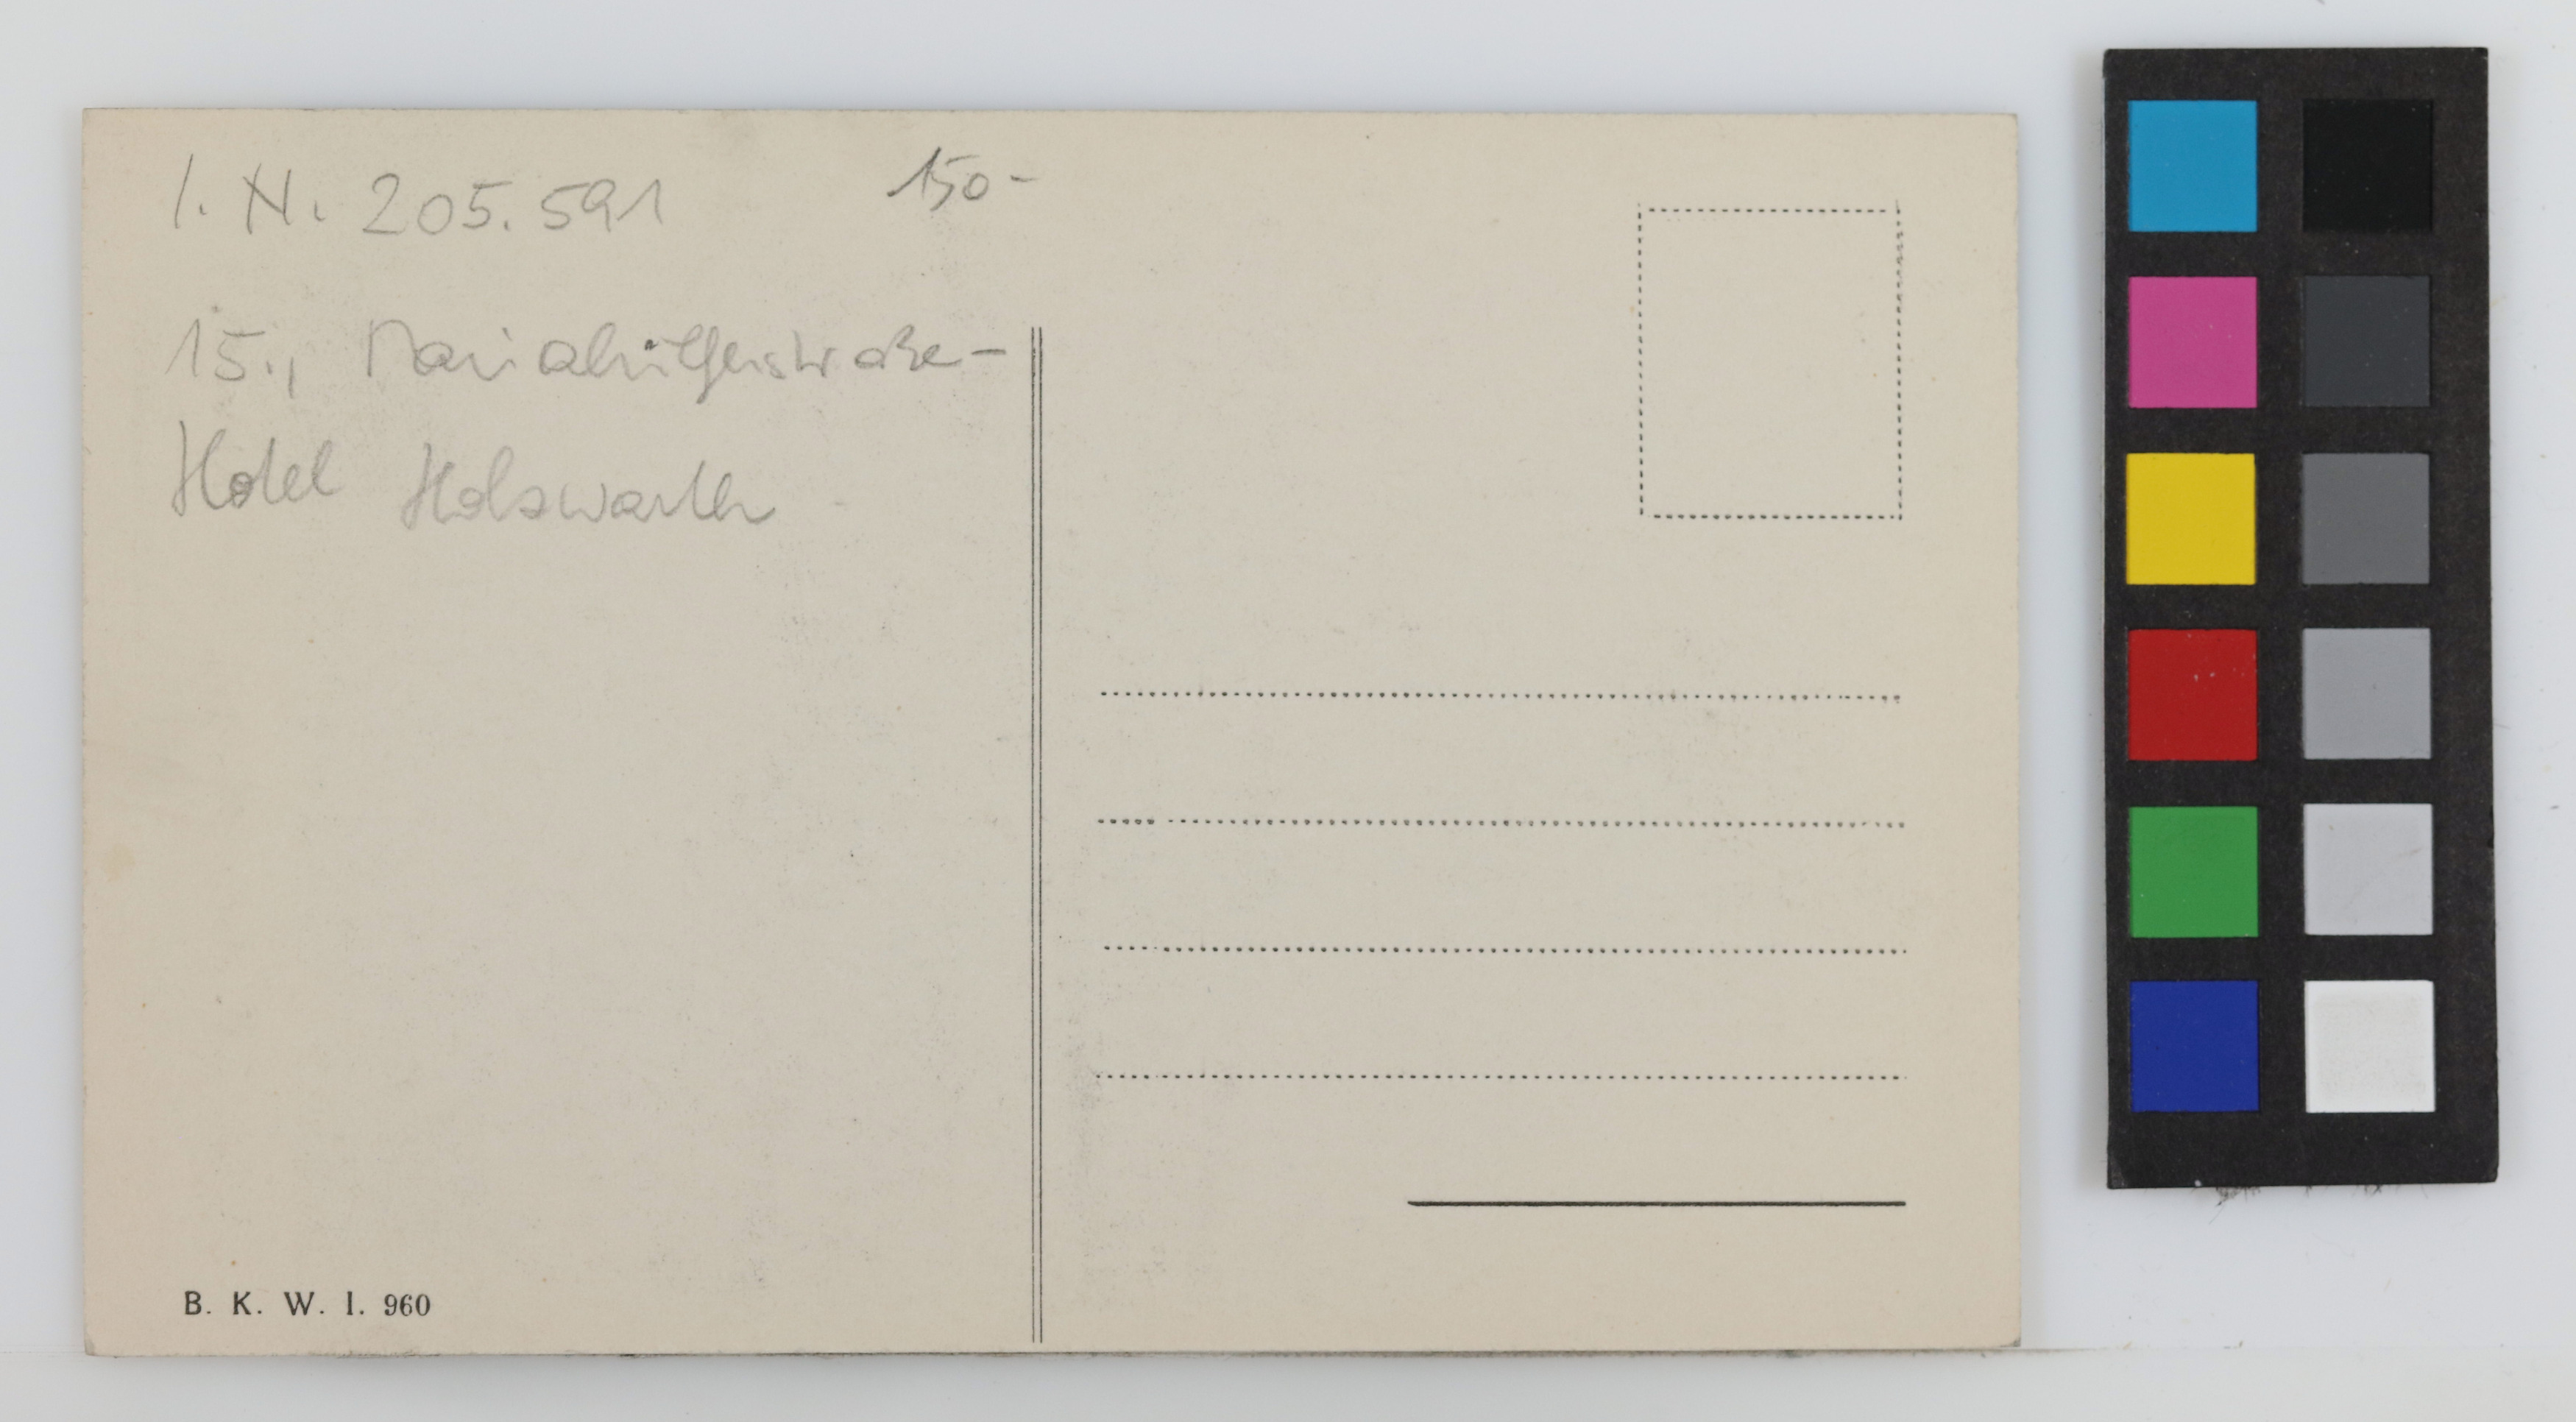 I. N. 205.591
150 -
15., Mariahilferstraße -
Hotel Holzwarth
B. K. W. I. 960